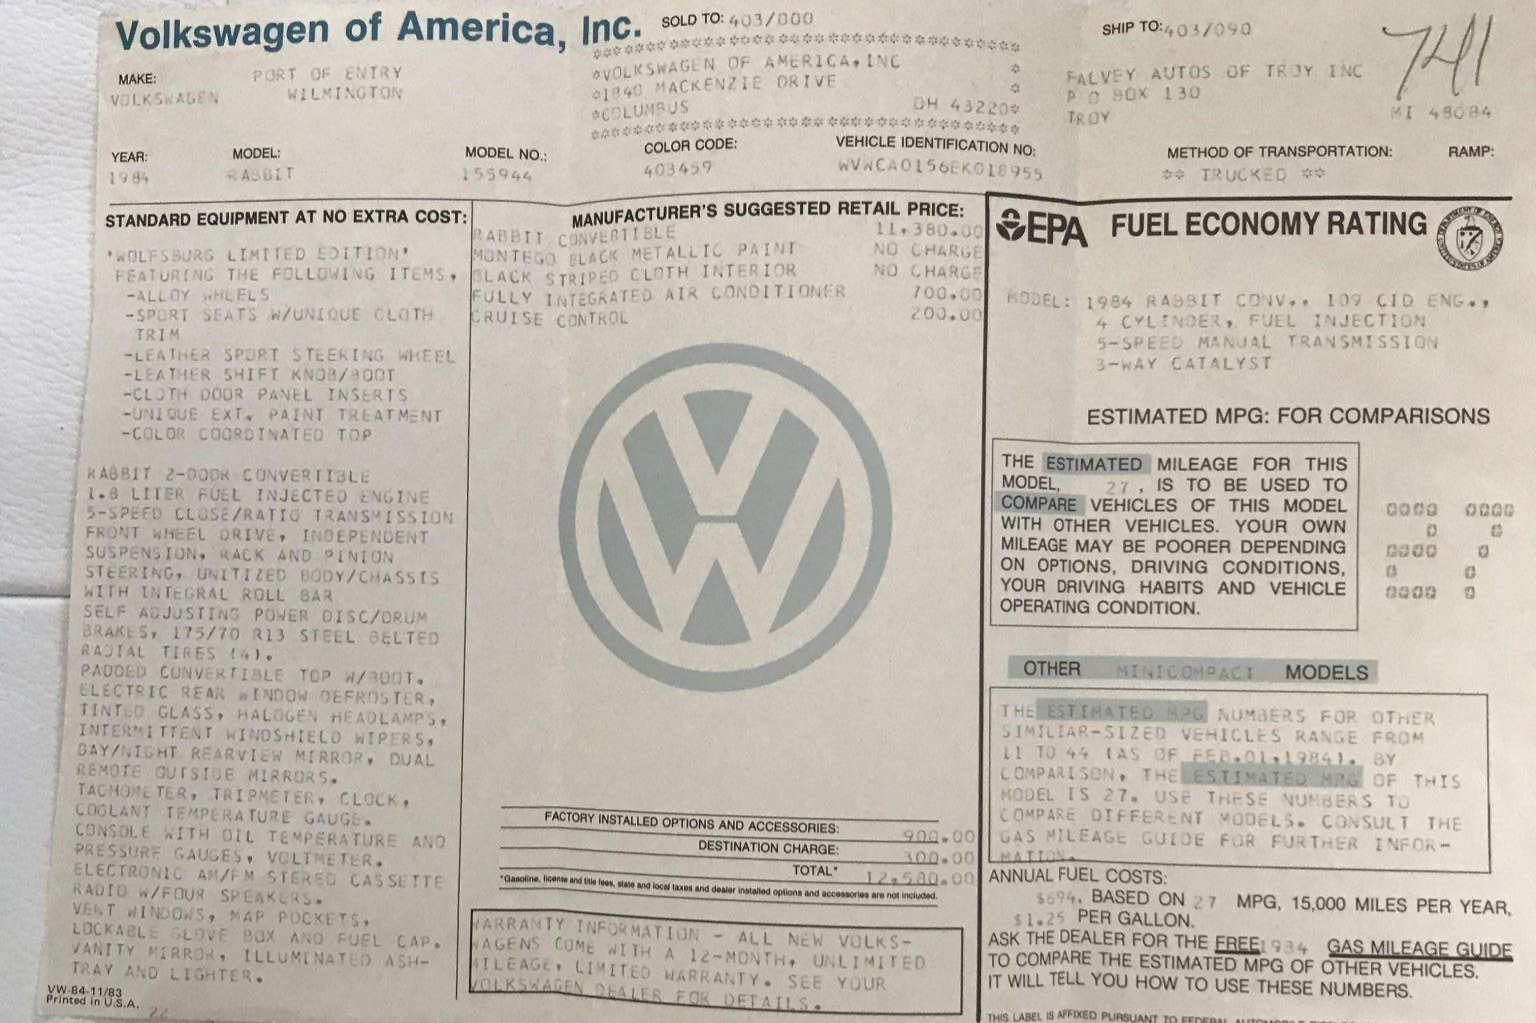 Volkswagen of America, Inc.
SOLD TO: 403/000
SHIP TO: 403/090
741
MAKE:
VOLKSWAGEN
PORT OF ENTRY
WILMINGTON
*VOLKSWAGEN OF AMERICA,INC *
*1840 MACKENZIE DRIVE *
*COLUMBUS OH 43220*
FALVEY AUTOS OF TROY INC
P O BOX 130
TROY MI 48084
YEAR:
1984
MODEL:
RABBIT
MODEL NO.:
155944
COLOR CODE:
403459
VEHICLE IDENTIFICATION NO:
WVWCA0156EK018955
METHOD OF TRANSPORTATION:
** TRUCKED **
RAMP:
STANDARD EQUIPMENT AT NO EXTRA COST:
'WOLFSBURG LIMITED EDITION'
FEATURING THE FOLLOWING ITEMS,
-ALLOY WHEELS
-SPORT SEATS W/UNIQUE CLOTH
TRIM
-LEATHER SPORT STEERING WHEEL
-LEATHER SHIFT KNOB/BOOT
-CLOTH DOOR PANEL INSERTS
-UNIQUE EXT. PAINT TREATMENT
-COLOR COORDINATED TOP
RABBIT 2-DOOR CONVERTIBLE
1.8 LITER FUEL INJECTED ENGINE
5-SPEED CLOSE/RATIO TRANSMISSION
FRONT WHEEL DRIVE, INDEPENDENT
SUSPENSION, RACK AND PINION
STEERING, UNITIZED BODY/CHASSIS
WITH INTEGRAL ROLL BAR
SELF ADJUSTING POWER DISC/DRUM
BRAKES, 175/70 R13 STEEL BELTED
RADIAL TIRES (4).
PADDED CONVERTIBLE TOP W/BOOT.
ELECTRIC REAR WINDOW DEFROSTER,
TINTED GLASS, HALOGEN HEADLAMPS,
INTERMITTENT WINDSHIELD WIPERS,
DAY/NIGHT REARVIEW MIRROR, DUAL
REMOTE OUTSIDE MIRRORS.
TACHOMETER, TRIPMETER, CLOCK,
COOLANT TEMPERATURE GAUGE.
CONSOLE WITH OIL TEMPERATURE AND
PRESSURE GAUGES, VOLTMETER.
ELECTRONIC AM/FM STEREO CASSETTE
RADIO W/FOUR SPEAKERS.
VENT WINDOWS, MAP POCKETS,
LOCKABLE GLOVE BOX AND FUEL CAP.
VANITY MIRROR, ILLUMINATED ASH-
TRAY AND LIGHTER.
VW-84-11/83
Printed in U.S.A.
22
MANUFACTURER'S SUGGESTED RETAIL PRICE:
RABBIT CONVERTIBLE 11,380.00
MONTEGO BLACK METALLIC PAINT NO CHARGE
BLACK STRIPED CLOTH INTERIOR NO CHARGE
FULLY INTEGRATED AIR CONDITIONER 700.00
CRUISE CONTROL 200.00
FACTORY INSTALLED OPTIONS AND ACCESSORIES: 900.00
DESTINATION CHARGE: 300.00
TOTAL* 12,580.00
*Gasoline, license and title fees, state and local taxes and dealer installed options and accessories are not included.
WARRANTY INFORMATION - ALL NEW VOLKS-
WAGENS COME WITH A 12-MONTH, UNLIMITED
MILEAGE, LIMITED WARRANTY. SEE YOUR
VOLKSWAGEN DEALER FOR DETAILS.
EPA FUEL ECONOMY RATING
MODEL: 1984 RABBIT CONV., 109 CID ENG.,
4 CYLINDER, FUEL INJECTION
5-SPEED MANUAL TRANSMISSION
3-WAY CATALYST
ESTIMATED MPG: FOR COMPARISONS
THE ESTIMATED MILEAGE FOR THIS
MODEL, 27, IS TO BE USED TO
COMPARE VEHICLES OF THIS MODEL
WITH OTHER VEHICLES. YOUR OWN
MILEAGE MAY BE POORER DEPENDING
ON OPTIONS, DRIVING CONDITIONS,
YOUR DRIVING HABITS AND VEHICLE
OPERATING CONDITION.
27
OTHER MINICOMPACT MODELS
THE ESTIMATED MPG NUMBERS FOR OTHER
SIMILIAR-SIZED VEHICLES RANGE FROM
11 TO 44 (AS OF FEB.01,1984). BY
COMPARISON, THE ESTIMATED MPG OF THIS
MODEL IS 27. USE THESE NUMBERS TO
COMPARE DIFFERENT MODELS. CONSULT THE
GAS MILEAGE GUIDE FOR FURTHER INFOR-
MATION.
ANNUAL FUEL COSTS:
$694, BASED ON 27 MPG, 15,000 MILES PER YEAR,
$1.25 PER GALLON.
ASK THE DEALER FOR THE FREE 1984 GAS MILEAGE GUIDE
TO COMPARE THE ESTIMATED MPG OF OTHER VEHICLES.
IT WILL TELL YOU HOW TO USE THESE NUMBERS.
THIS LABEL IS AFFIXED PURSUANT TO FEDERAL